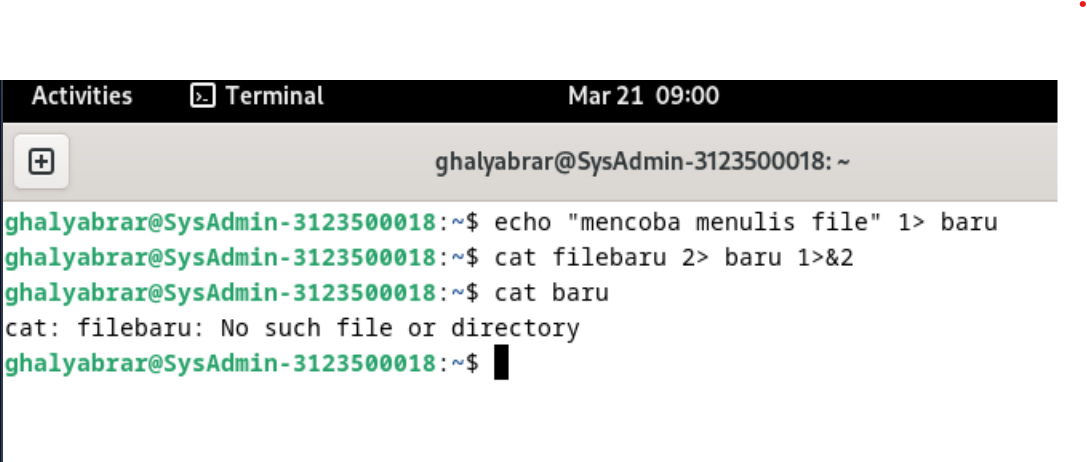 Activities Terminal Mar 21 09:00
ghalyabrar@SysAdmin-3123500018: ~
ghalyabrar@SysAdmin-3123500018:~$ echo "mencoba menulis file" 1> baru
ghalyabrar@SysAdmin-3123500018:~$ cat filebaru 2> baru 1>&2
ghalyabrar@SysAdmin-3123500018:~$ cat baru
cat: filebaru: No such file or directory
ghalyabrar@SysAdmin-3123500018:~$